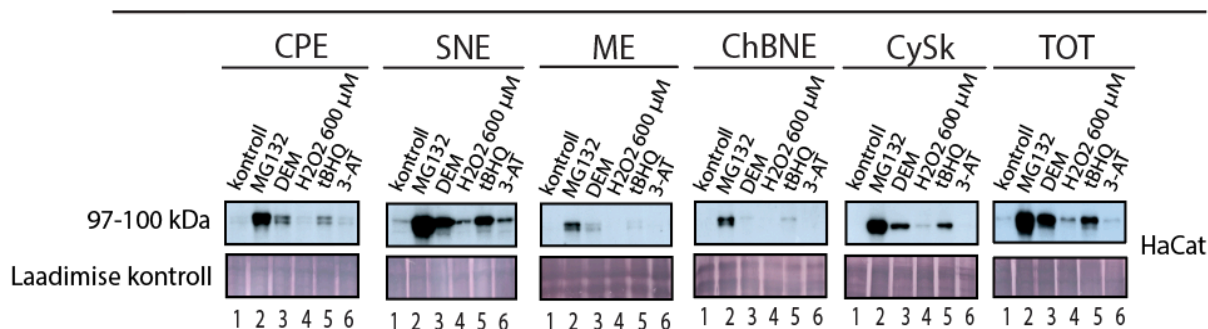 CPE SNE ME ChBNE CySk TOT
kontroll MG132 DEM H2O2 600 µM tBHQ 3-AT kontroll MG132 DEM H2O2 600 µM tBHQ 3-AT kontroll MG132 DEM H2O2 600 µM tBHQ 3-AT kontroll MG132 DEM H2O2 600 µM tBHQ 3-AT kontroll MG132 DEM H2O2 600 µM tBHQ 3-AT kontroll MG132 DEM H2O2 600 µM tBHQ 3-AT
97-100 kDa
HaCat
Laadimise kontroll
1 2 3 4 5 6 1 2 3 4 5 6 1 2 3 4 5 6 1 2 3 4 5 6 1 2 3 4 5 6 1 2 3 4 5 6